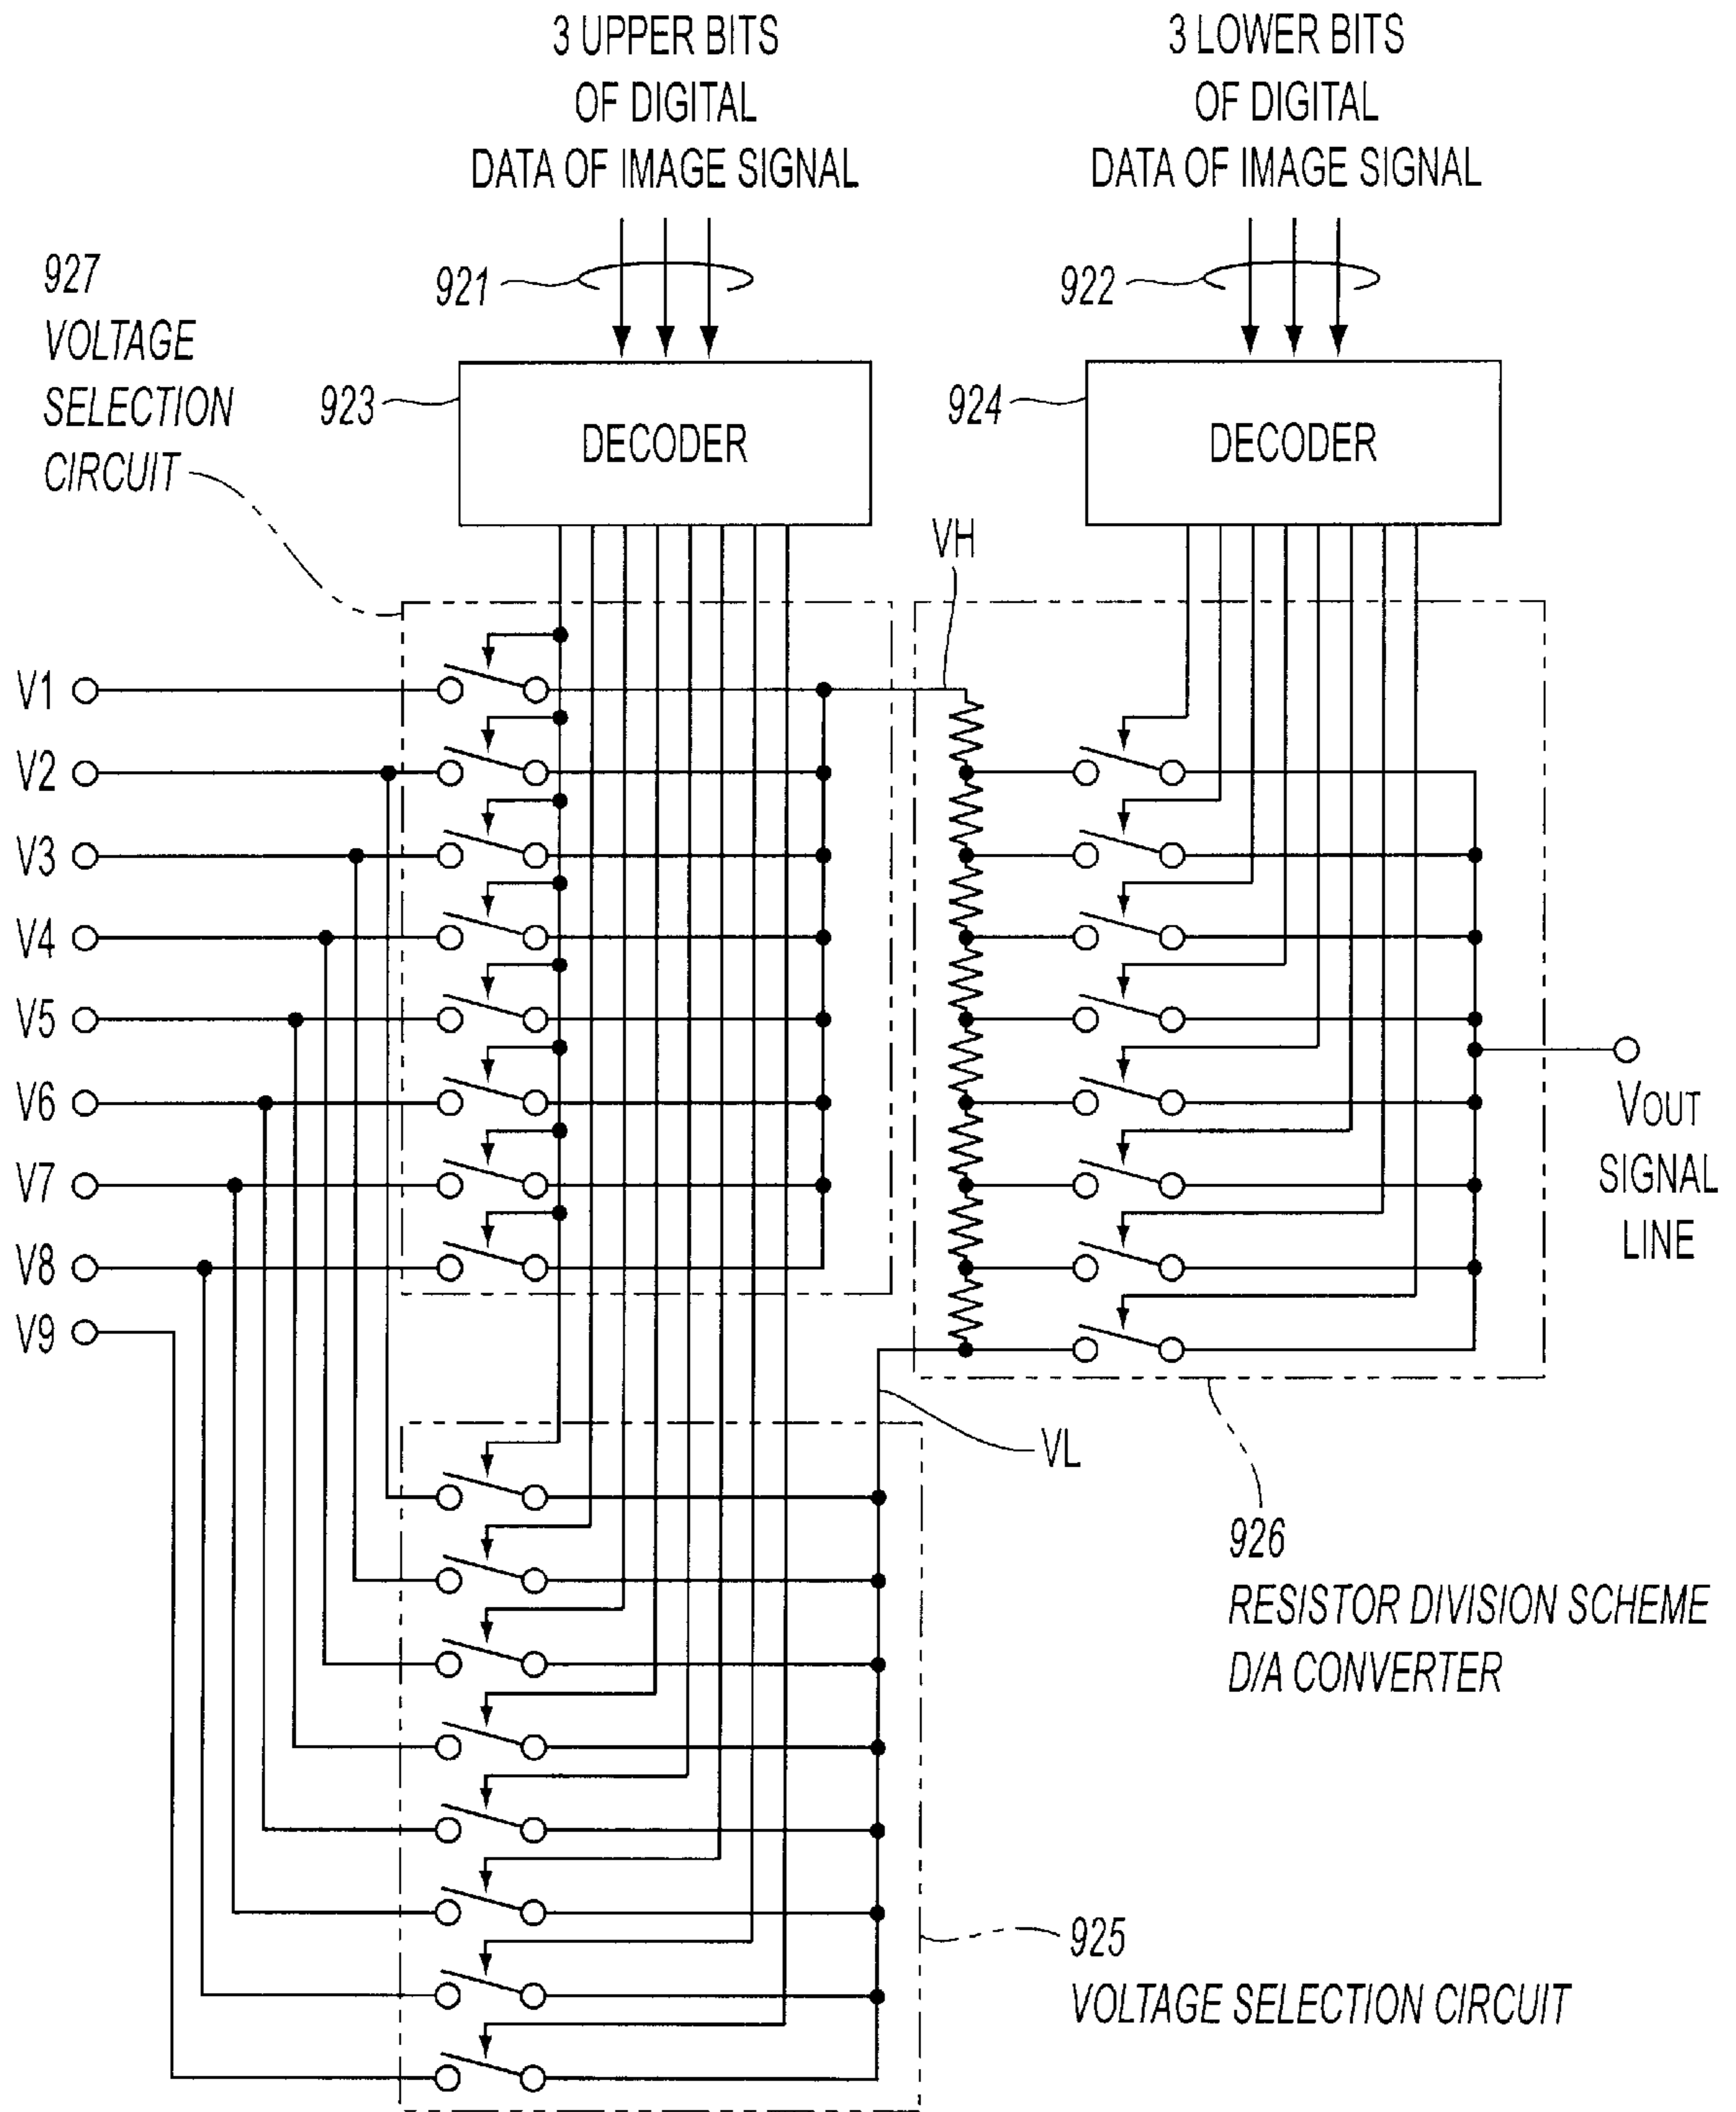 3 UPPER BITS
OF DIGITAL
DATA OF IMAGE SIGNAL
3 LOWER BITS
OF DIGITAL
DATA OF IMAGE SIGNAL
927
VOLTAGE
SELECTION
CIRCUIT
921
922
923
DECODER
924
DECODER
VH
V1
V2
V3
V4
V5
V6
V7
V8
V9
VOUT
SIGNAL
LINE
VL
926
RESISTOR DIVISION SCHEME
D/A CONVERTER
925
VOLTAGE SELECTION CIRCUIT